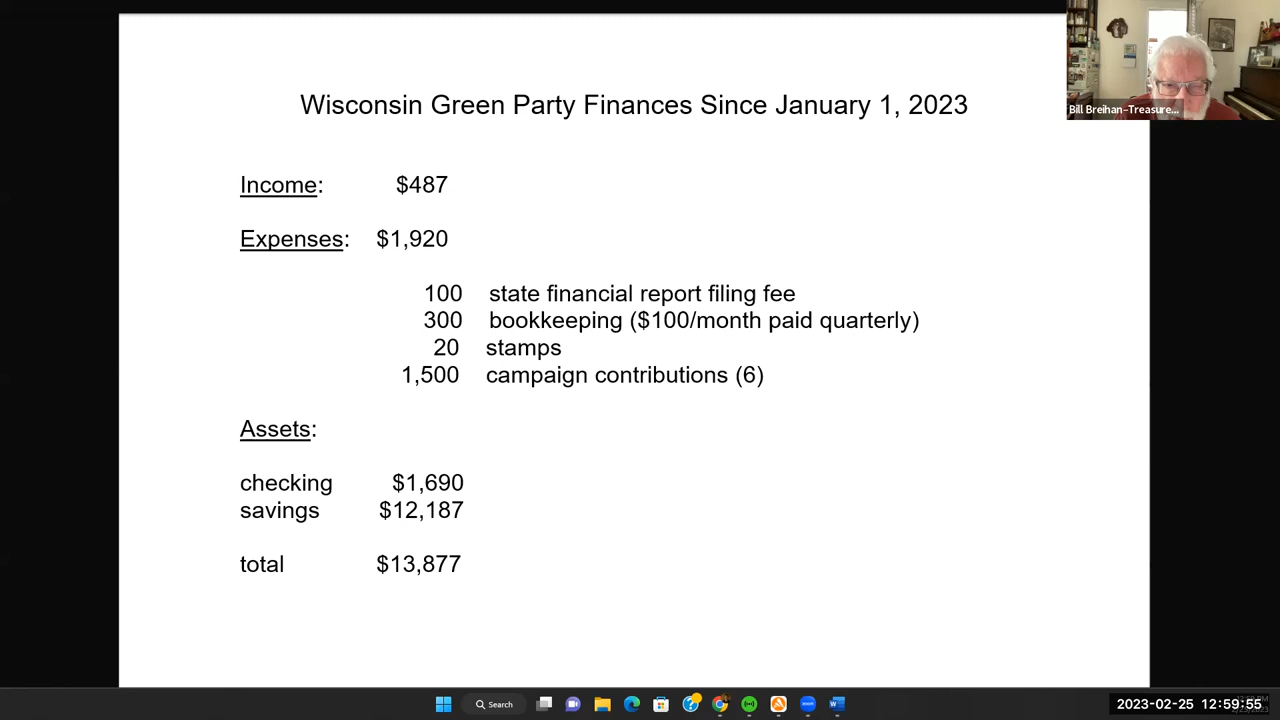 Wisconsin Green Party Finances Since January 1, 2023
Bill Breihan–Treasure...
Income: $487
Expenses: $1,920
100 state financial report filing fee
300 bookkeeping ($100/month paid quarterly)
20 stamps
1,500 campaign contributions (6)
Assets:
checking $1,690
savings $12,187
total $13,877
Search
zoom
W
2023-02-25 12:59:55